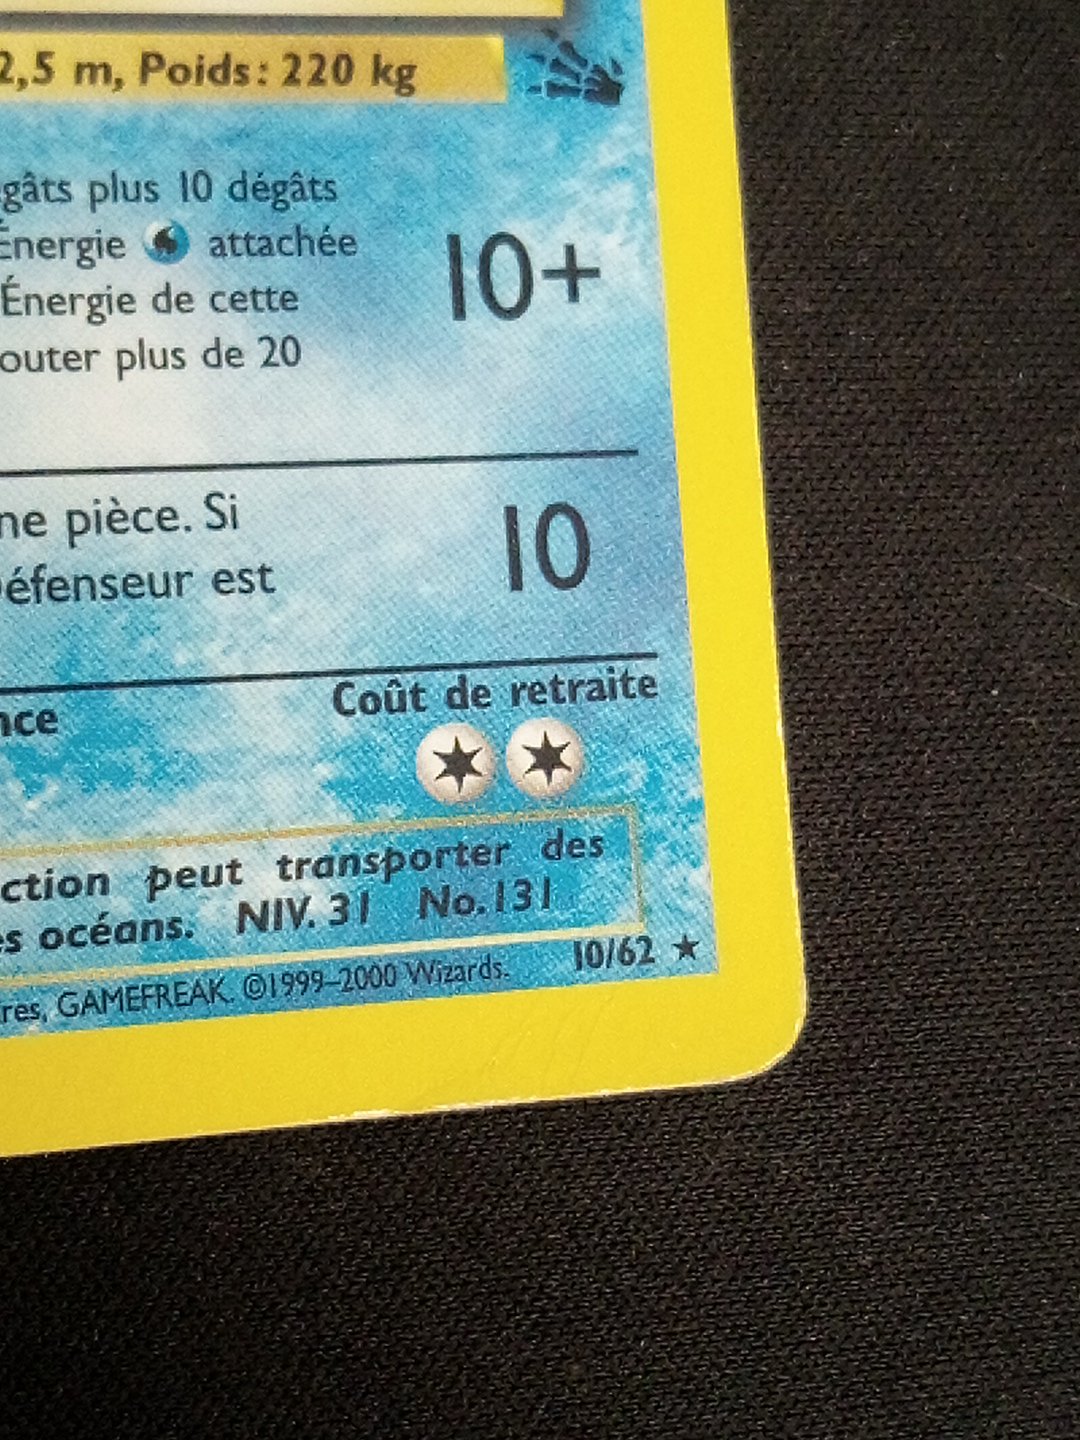 2,5 m, Poids: 220 kg
gâts plus 10 dégâts
Énergie attachée
Énergie de cette
outer plus de 20
10+
ne pièce. Si
éfenseur est
10
nce
Coût de retraite
ction peut transporter des
es océans. NIV. 31 No. 131
10/62 ★
res, GAMEFREAK. ©1999–2000 Wizards.